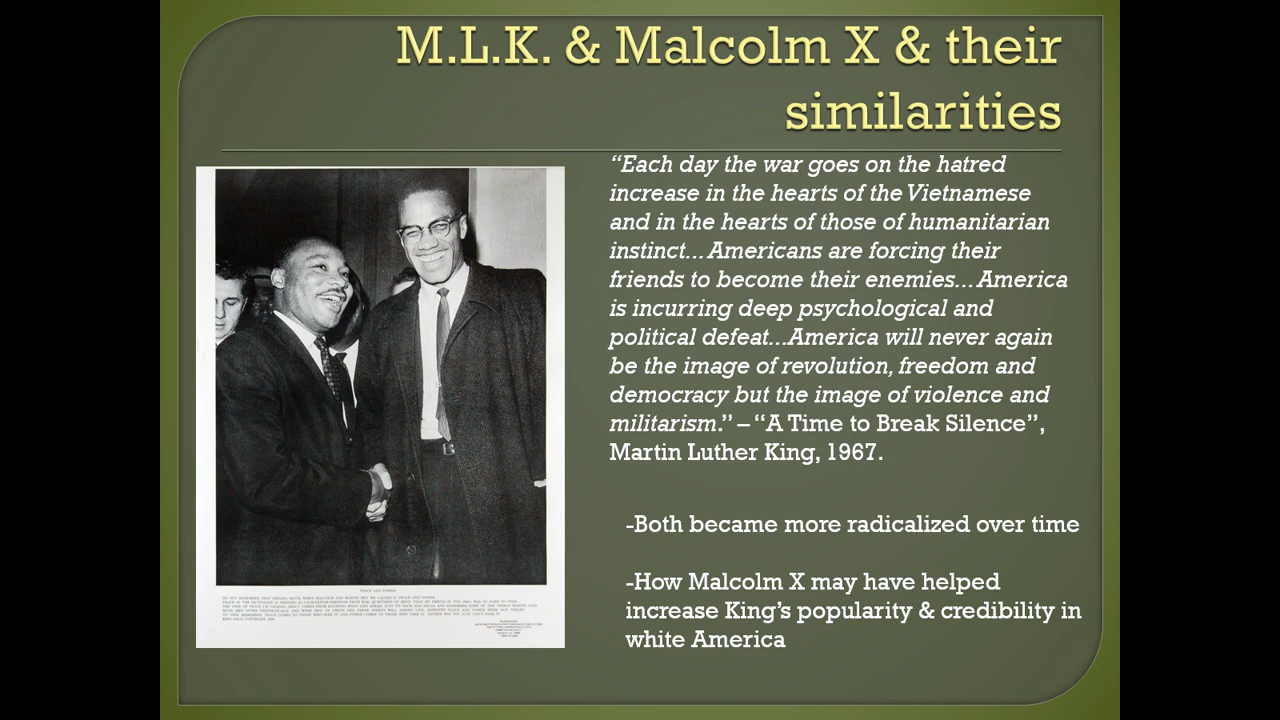 M.L.K. & Malcolm X & their
similarities
“Each day the war goes on the hatred
increase in the hearts of the Vietnamese
and in the hearts of those of humanitarian
instinct... Americans are forcing their
friends to become their enemies... America
is incurring deep psychological and
political defeat...America will never again
be the image of revolution, freedom and
democracy but the image of violence and
militarism.” – “A Time to Break Silence”,
Martin Luther King, 1967.
-Both became more radicalized over time
-How Malcolm X may have helped
increase King’s popularity & credibility in
white America
PEACE AND POWER